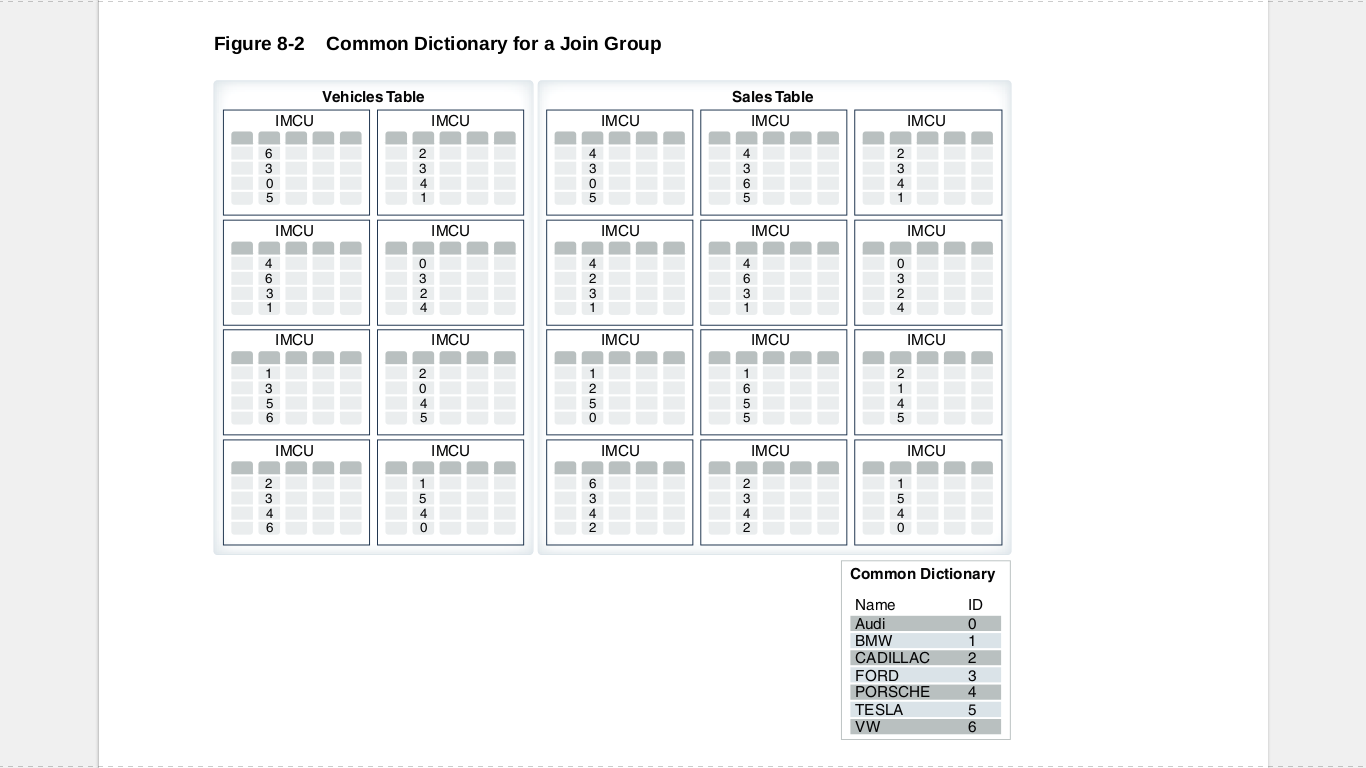 Figure 8-2 Common Dictionary for a Join Group
Vehicles Table
Sales Table
IMCU IMCU IMCU IMCU IMCU
6 2 4 4 2
3 3 3 3 3
0 4 0 6 4
5 1 5 5 1
IMCU IMCU IMCU IMCU IMCU
4 0 4 4 0
6 3 2 6 3
3 2 3 3 2
1 4 1 1 4
IMCU IMCU IMCU IMCU IMCU
1 2 1 1 2
3 0 2 6 1
5 4 5 5 4
6 5 0 5 5
IMCU IMCU IMCU IMCU IMCU
2 1 6 2 1
3 5 3 3 5
4 4 4 4 4
6 0 2 2 0
Common Dictionary
Name ID
Audi 0
BMW 1
CADILLAC 2
FORD 3
PORSCHE 4
TESLA 5
VW 6